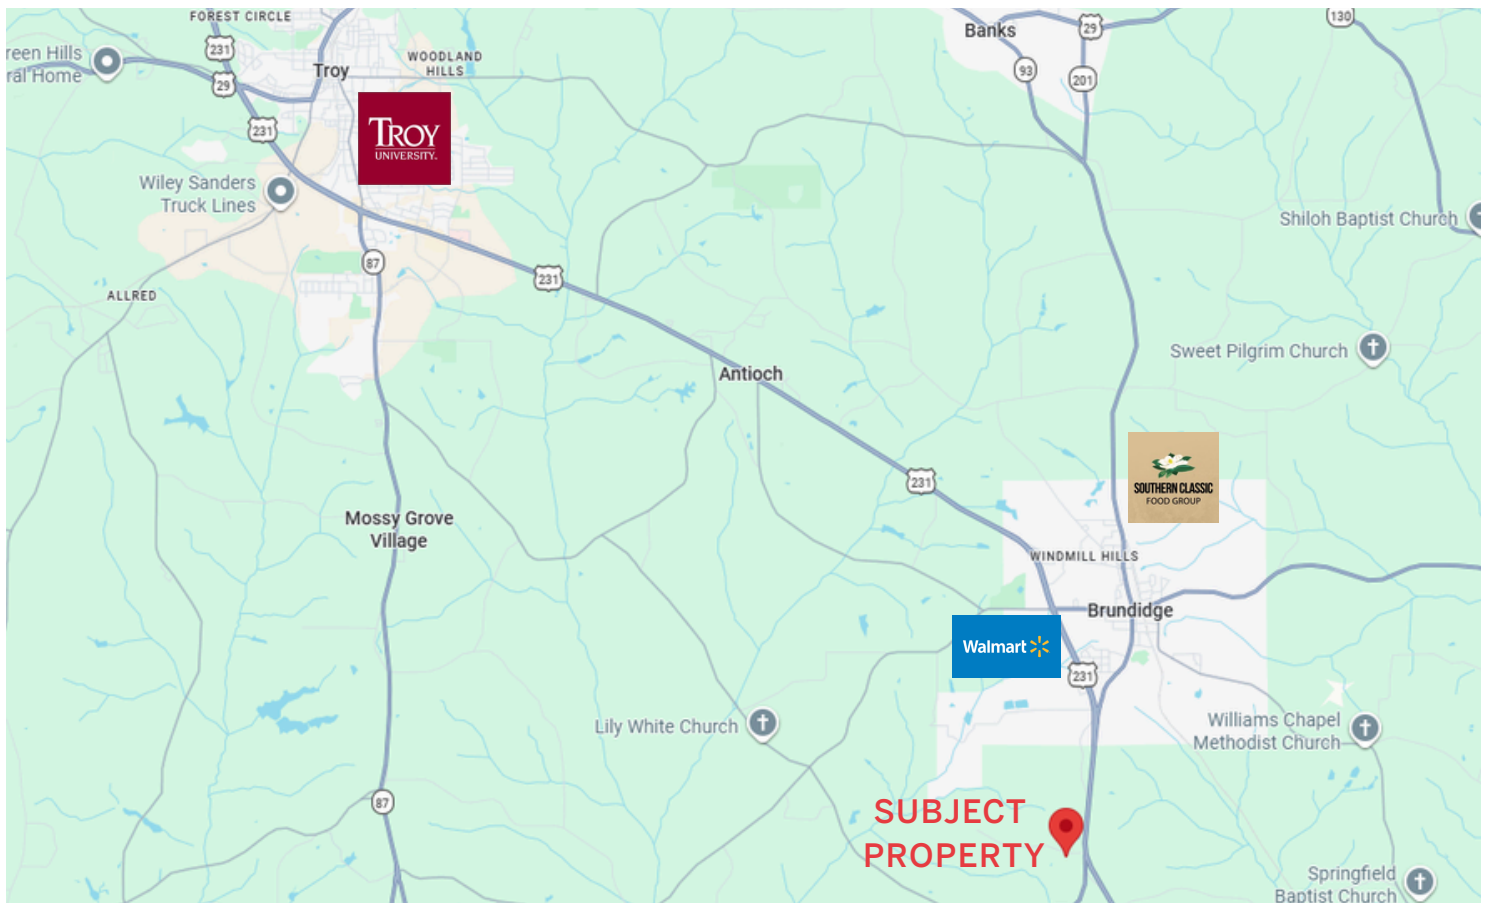 FOREST CIRCLE
130
231
29
Banks
reen Hills
ral Home
WOODLAND
HILLS
Troy
93
201
29
TROY
UNIVERSITY.
231
Wiley Sanders
Truck Lines
Shiloh Baptist Church
87
231
ALLRED
Sweet Pilgrim Church
Antioch
231
SOUTHERN CLASSIC
FOOD GROUP
Mossy Grove
Village
WINDMILL HILLS
Brundidge
Walmart
231
Lily White Church
Williams Chapel
Methodist Church
87
SUBJECT
PROPERTY
Springfield
Baptist Church